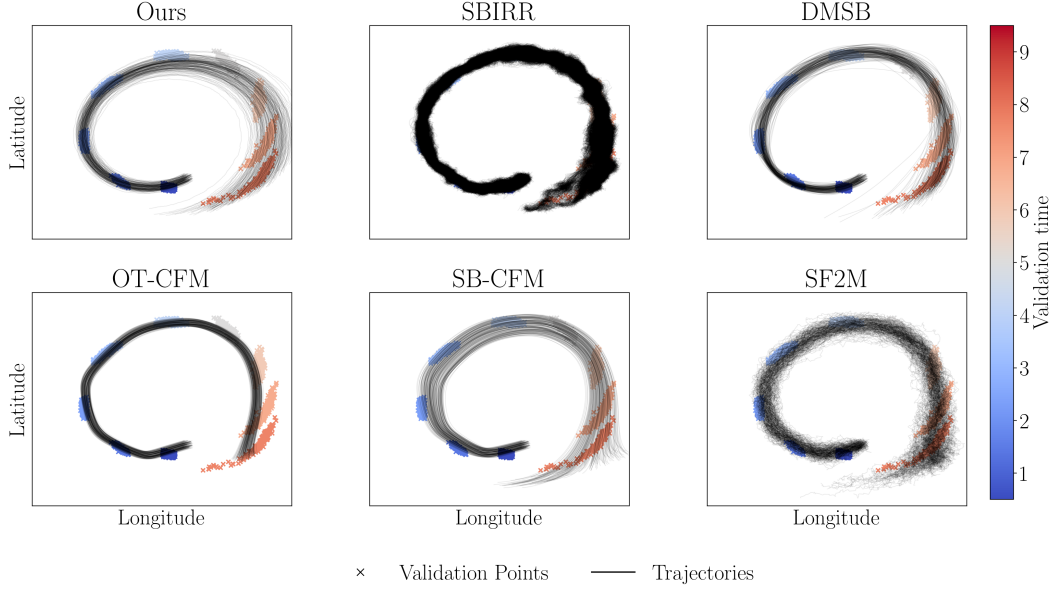 Ours
SBIRR
DMSB
Latitude
9
8
7
6
5
4
3
2
1
Validation time
OT-CFM
SB-CFM
SF2M
Latitude
Longitude
Longitude
Longitude
× Validation Points
Trajectories